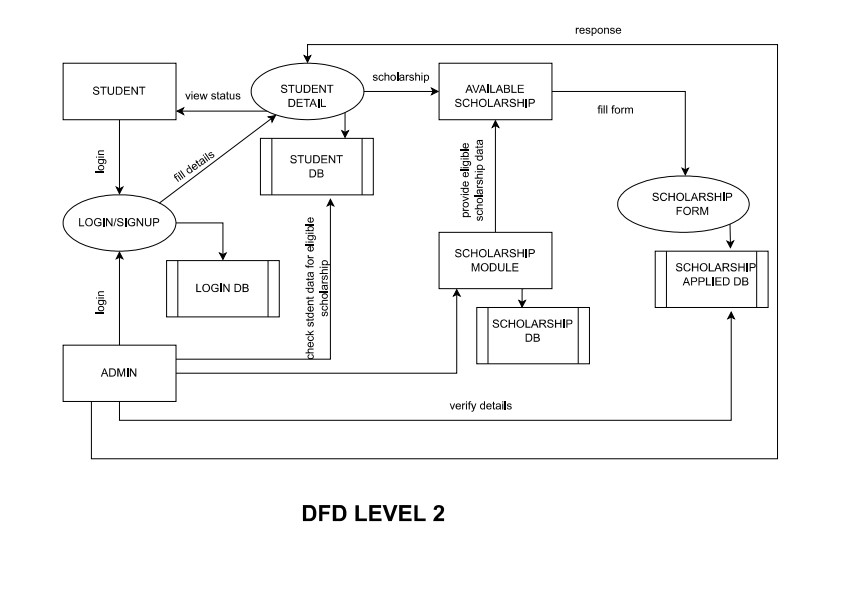 response
STUDENT
view status
STUDENT
DETAIL
scholarship
AVAILABLE
SCHOLARSHIP
fill form
login
fill details
STUDENT
DB
provide eligible
scholarship data
SCHOLARSHIP
FORM
LOGIN/SIGNUP
LOGIN DB
check stdent data for eligible
scholarship
SCHOLARSHIP
MODULE
SCHOLARSHIP
APPLIED DB
login
SCHOLARSHIP
DB
ADMIN
verify details
DFD LEVEL 2